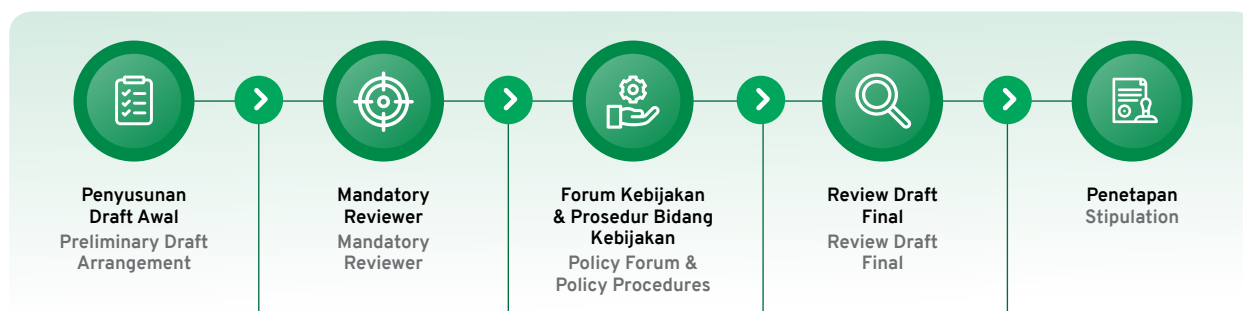 Penyusunan
Draft Awal
Preliminary Draft
Arrangement
Mandatory
Reviewer
Mandatory
Reviewer
Forum Kebijakan
& Prosedur Bidang
Kebijakan
Policy Forum &
Policy Procedures
Review Draft
Final
Review Draft
Final
Penetapan
Stipulation